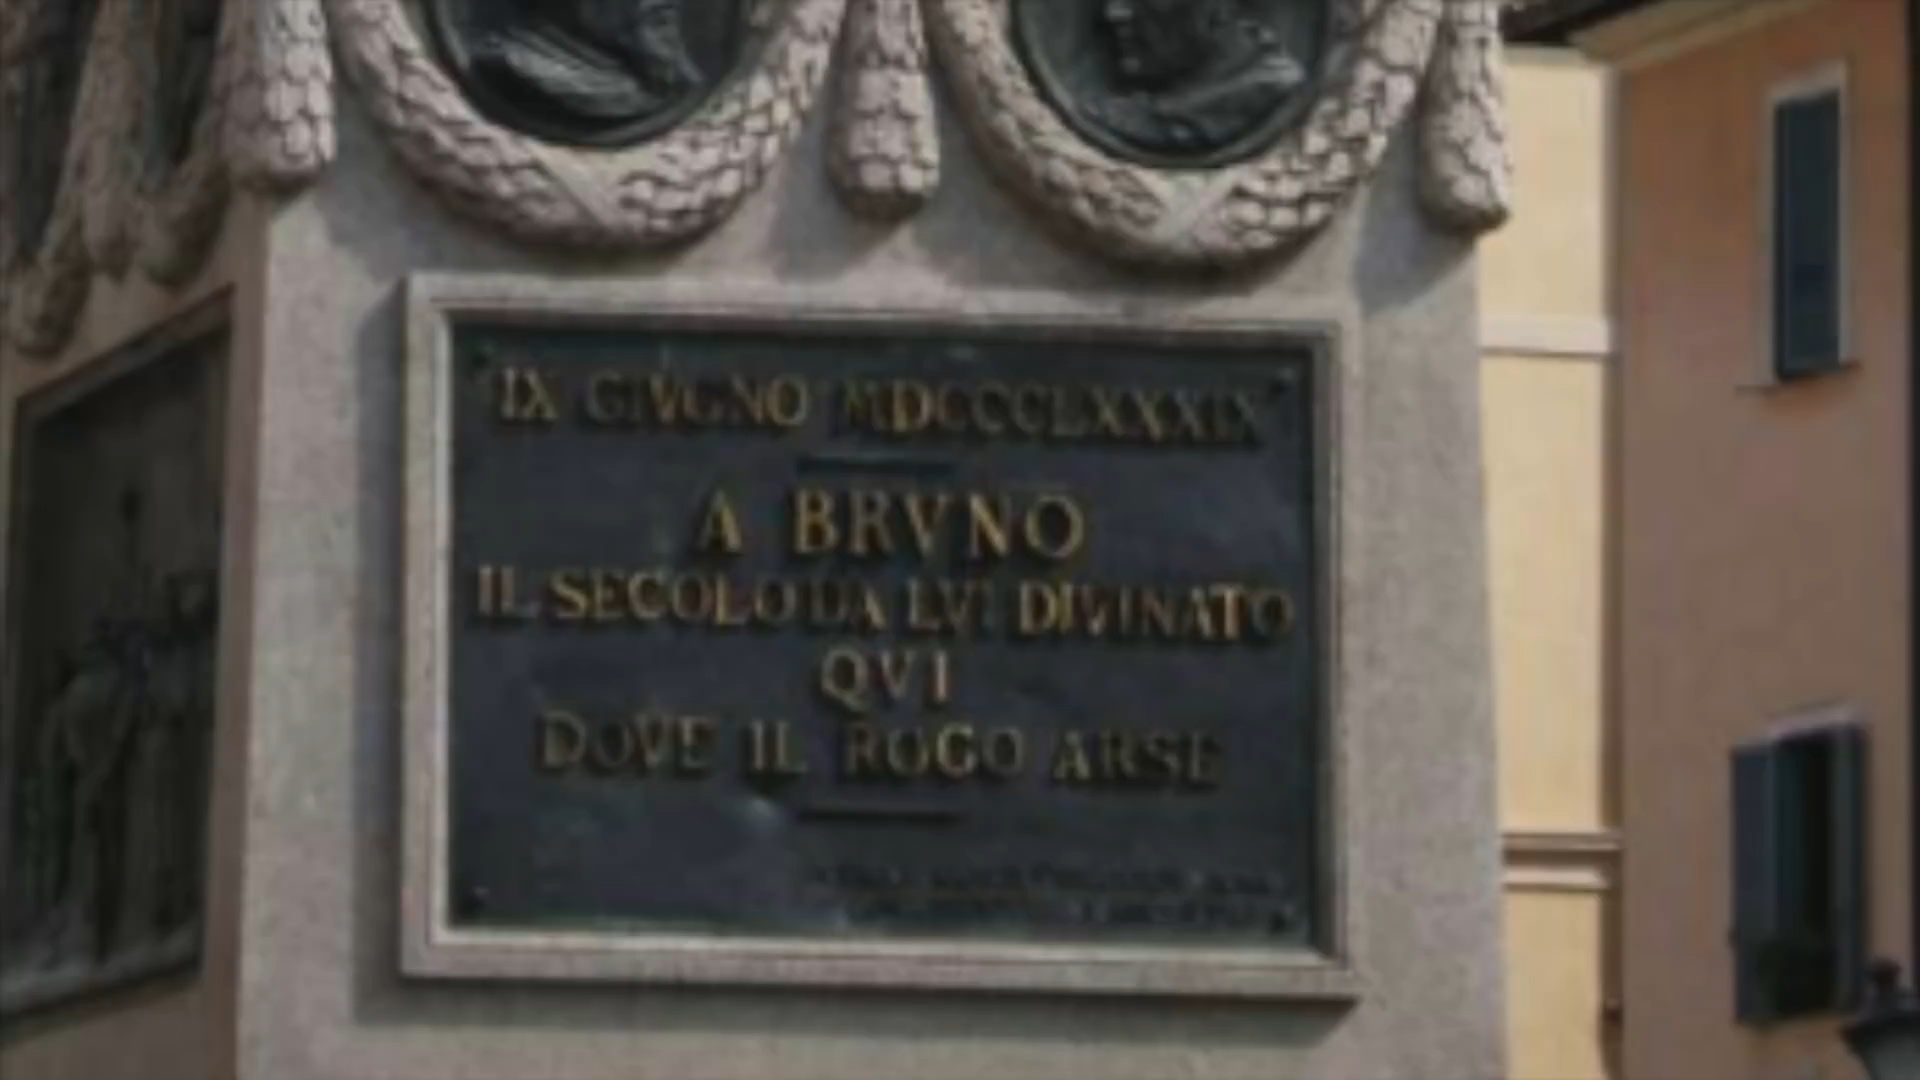 IX GIVGNO MDCCCLXXXIX
A BRVNO
IL SECOLO DA LVI DIVINATO
QVI
DOVE IL ROGO ARSE